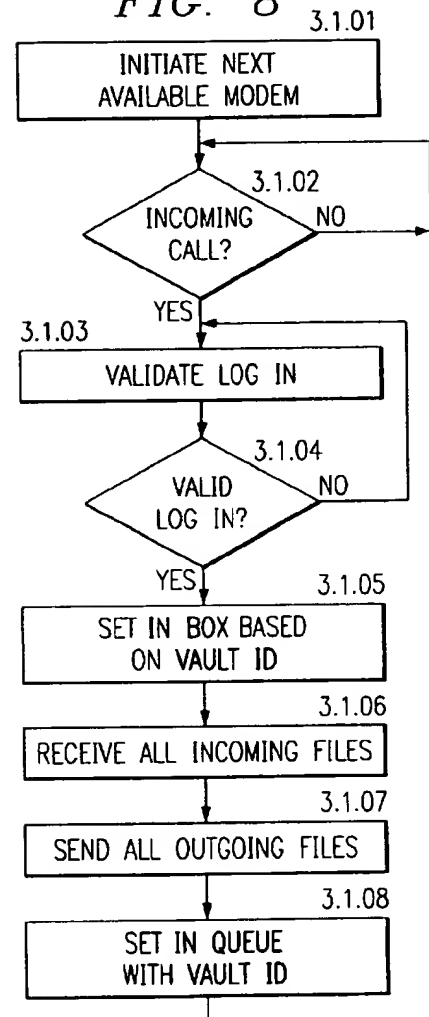 FIG. 8
3.1.01
INITIATE NEXT
AVAILABLE MODEM
3.1.02
INCOMING
CALL?
NO
YES
3.1.03
VALIDATE LOG IN
3.1.04
VALID
LOG IN?
NO
YES
3.1.05
SET IN BOX BASED
ON VAULT ID
3.1.06
RECEIVE ALL INCOMING FILES
3.1.07
SEND ALL OUTGOING FILES
3.1.08
SET IN QUEUE
WITH VAULT ID